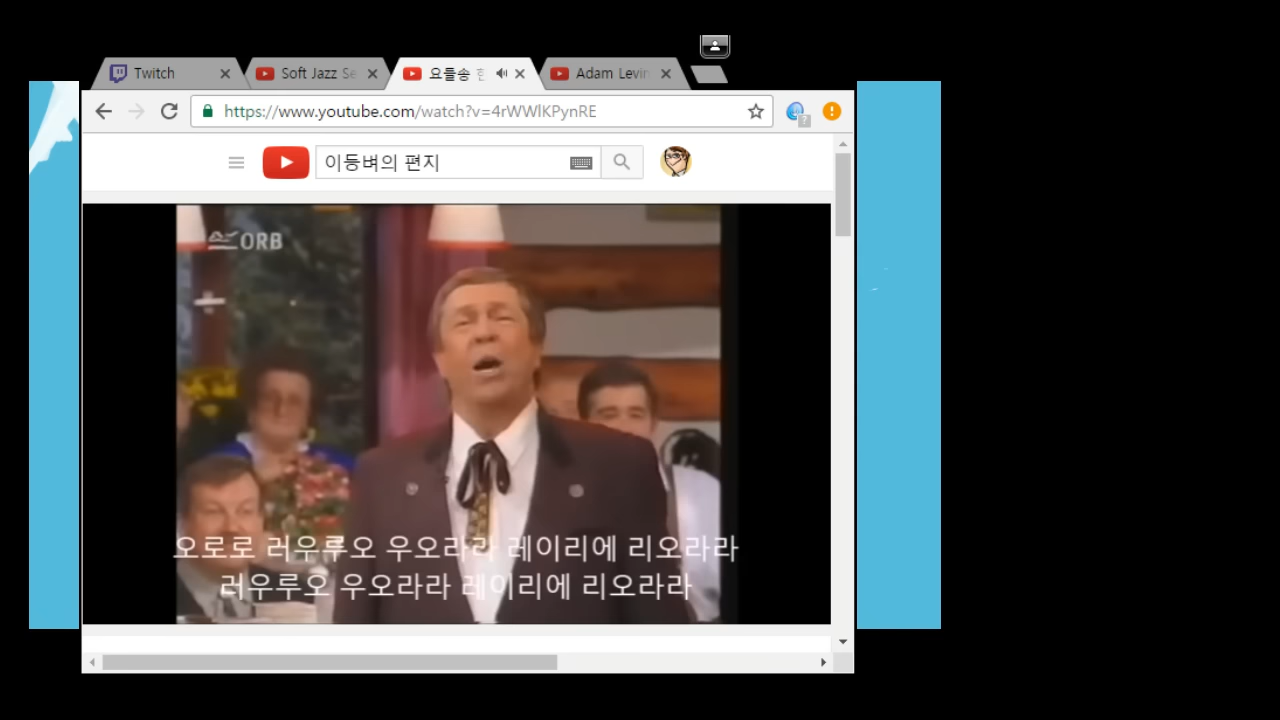 Twitch
Soft Jazz Se
요들송 한
Adam Levin
https://www.youtube.com/watch?v=4rWWlKPynRE
?
이등벼의 편지
ORB
오로로 러우루오 우오라라 레이리에 리오라라
러우루오 우오라라 레이리에 리오라라